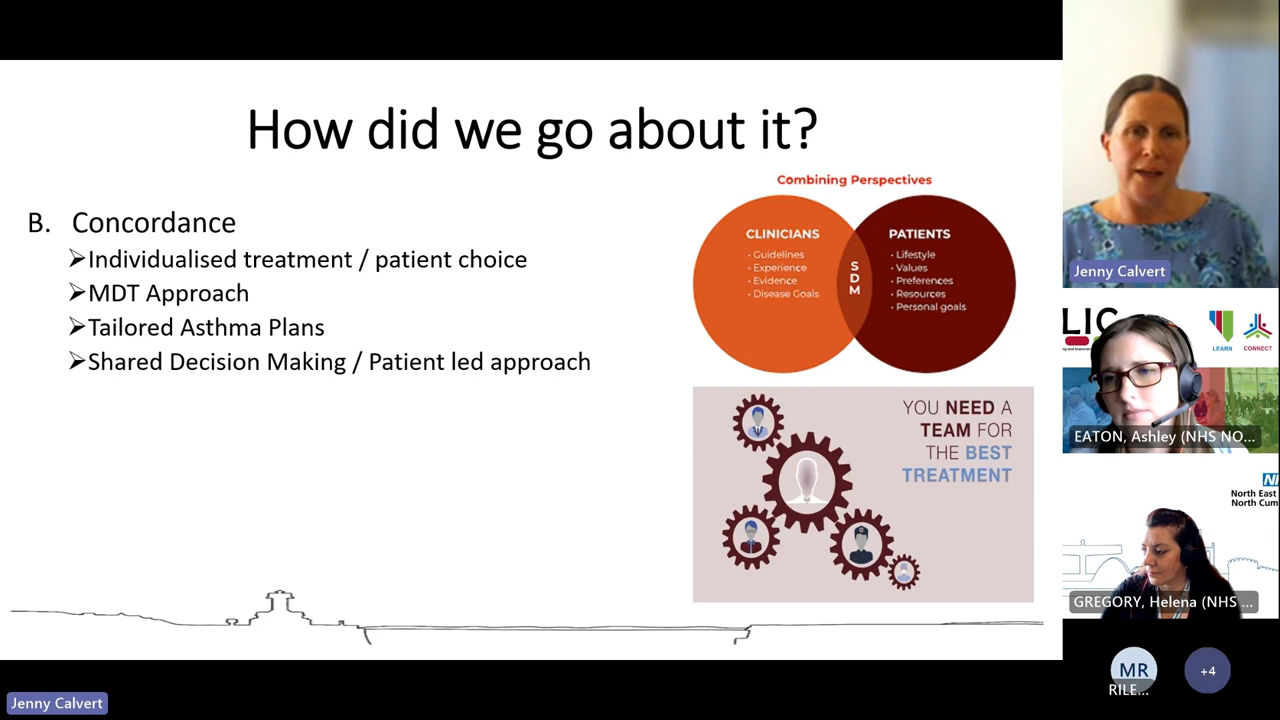 How did we go about it?
B. Concordance
Individualised treatment / patient choice
MDT Approach
Tailored Asthma Plans
Shared Decision Making / Patient led approach
Combining Perspectives
CLINICIANS
• Guidelines
• Experience
• Evidence
• Disease Goals
S
D
M
PATIENTS
• Lifestyle
• Values
• Preferences
• Resources
• Personal goals
YOU NEED A
TEAM FOR
THE BEST
TREATMENT
Jenny Calvert
Jenny Calvert
LIC
LEARN
CONNECT
EATON, Ashley (NHS NO...
North East
North Cum
GREGORY, Helena (NHS ...
MR
+4
RILE...